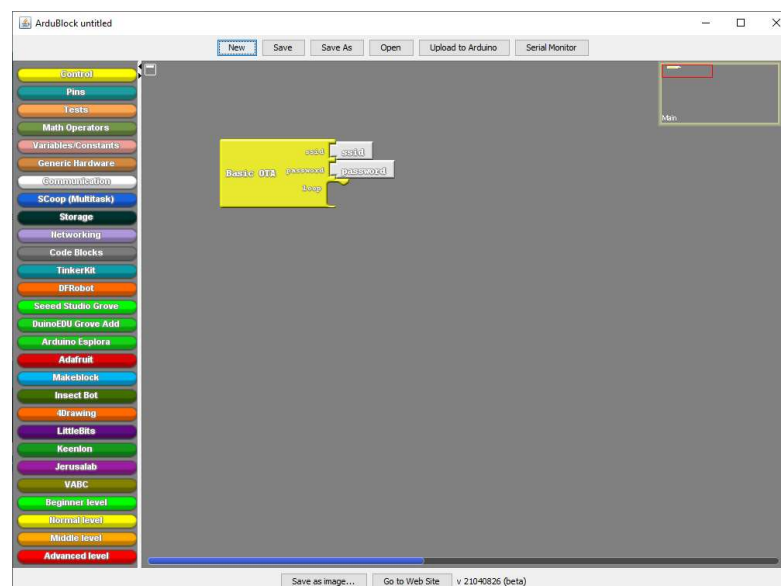 ArduBlock untitled
New Save Save As Open Upload to Arduino Serial Monitor
Control
Pins
Tests
Math Operators
Variables/Constants
Generic Hardware
Communication
SCoop (Multitask)
Storage
Networking
Code Blocks
TinkerKit
DFRobot
Seeed Studio Grove
DuinoEDU Grove Add
Arduino Esplora
Adafruit
Makeblock
Insect Bot
4Drawing
LittleBits
Keenlon
Jerusalab
VABC
Beginner level
Normal level
Middle level
Advanced level
ssid ssid
Basic OTA password password
loop
Main
Save as image... Go to Web Site v 21040826 (beta)